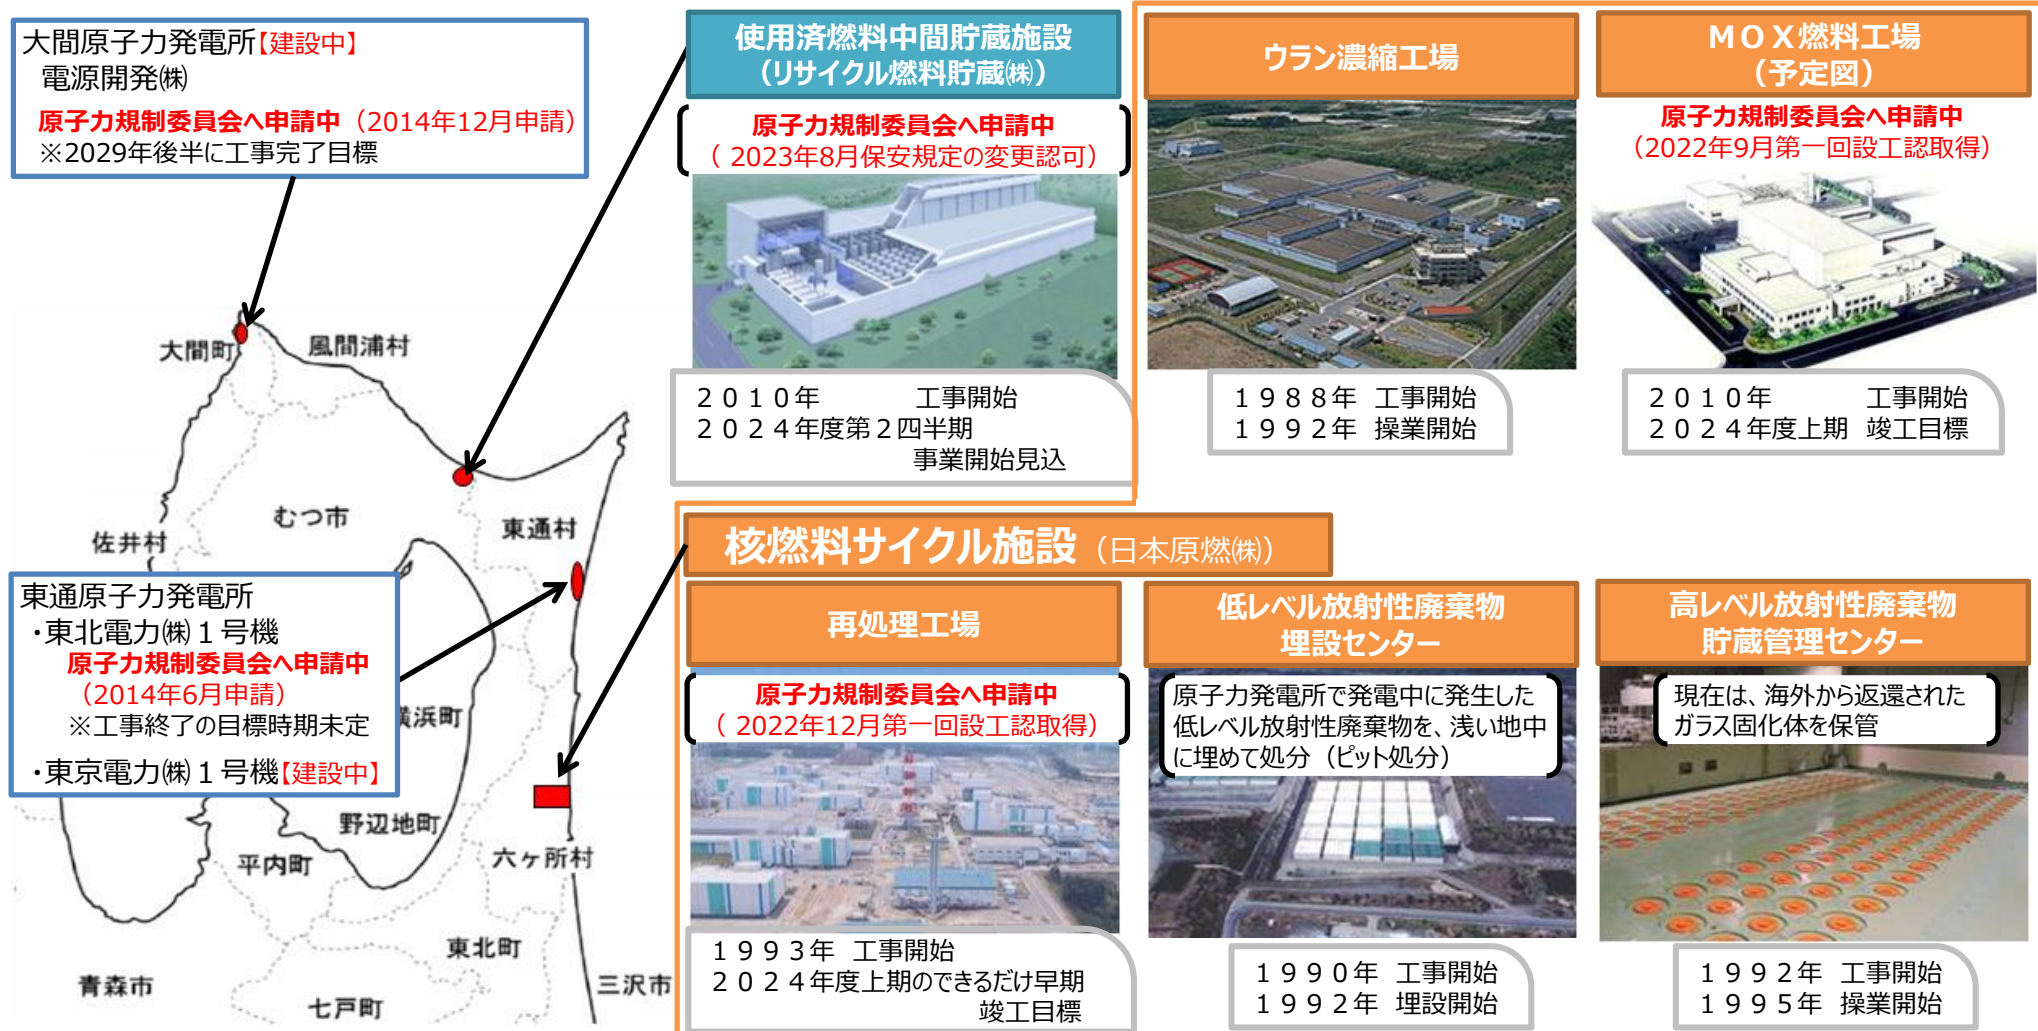 大間原子力発電所【建設中】
電源開発㈱
原子力規制委員会へ申請中（2014年12月申請）
※2029年後半に工事完了目標
使用済燃料中間貯蔵施設
（リサイクル燃料貯蔵㈱）
原子力規制委員会へ申請中
（ 2023年8月保安規定の変更認可）
２０１０年　工事開始
２０２４年度第２四半期
事業開始見込
ウラン濃縮工場
１９８８年 工事開始
１９９２年 操業開始
ＭＯＸ燃料工場
（予定図）
原子力規制委員会へ申請中
（2022年9月第一回設工認取得）
２０１０年　工事開始
２０２４年度上期 竣工目標
大間町
風間浦村
むつ市
東通村
佐井村
東通原子力発電所
・東北電力㈱１号機
原子力規制委員会へ申請中
（2014年6月申請）
※工事終了の目標時期未定
・東京電力㈱１号機【建設中】
横浜町
野辺地町
平内町
六ヶ所村
東北町
青森市
七戸町
三沢市
核燃料サイクル施設（日本原燃㈱）
再処理工場
原子力規制委員会へ申請中
（ 2022年12月第一回設工認取得）
１９９３年 工事開始
２０２４年度上期のできるだけ早期
竣工目標
低レベル放射性廃棄物
埋設センター
原子力発電所で発電中に発生した
低レベル放射性廃棄物を、浅い地中
に埋めて処分（ピット処分）
１９９０年 工事開始
１９９２年 埋設開始
高レベル放射性廃棄物
貯蔵管理センター
現在は、海外から返還された
ガラス固化体を保管
１９９２年 工事開始
１９９５年 操業開始